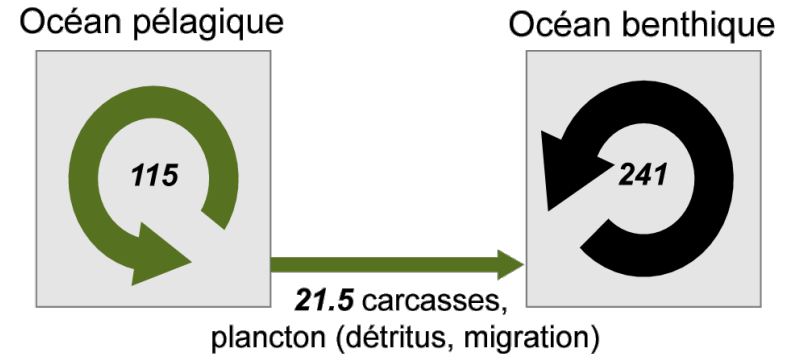 Océan pélagique
Océan benthique
115
241
21.5 carcasses,
plancton (détritus, migration)